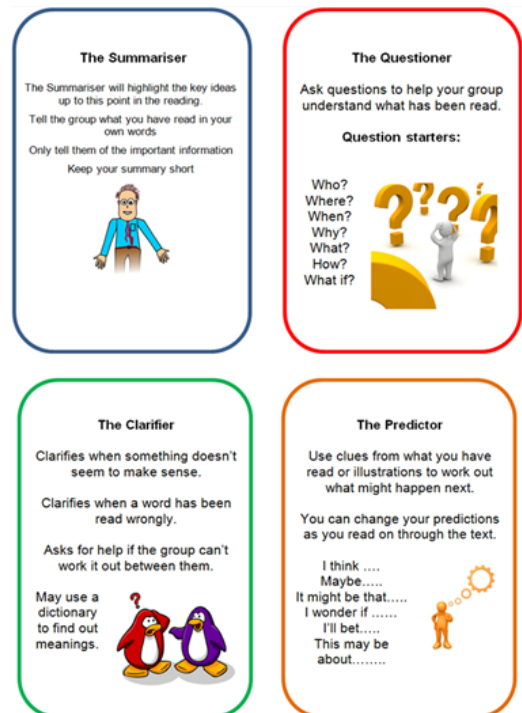 The Summariser
The Summariser will highlight the key ideas
up to this point in the reading.
Tell the group what you have read in your
own words
Only tell them of the important information
Keep your summary short
The Questioner
Ask questions to help your group
understand what has been read.
Question starters:
Who?
Where?
When?
Why?
What?
How?
What if?
The Clarifier
Clarifies when something doesn't
seem to make sense.
Clarifies when a word has been
read wrongly.
Asks for help if the group can't
work it out between them.
May use a
dictionary
to find out
meanings.
The Predictor
Use clues from what you have
read or illustrations to work out
what might happen next.
You can change your predictions
as you read on through the text.
I think ....
Maybe.....
It might be that.....
I wonder if ......
I'll bet.....
This may be
about........